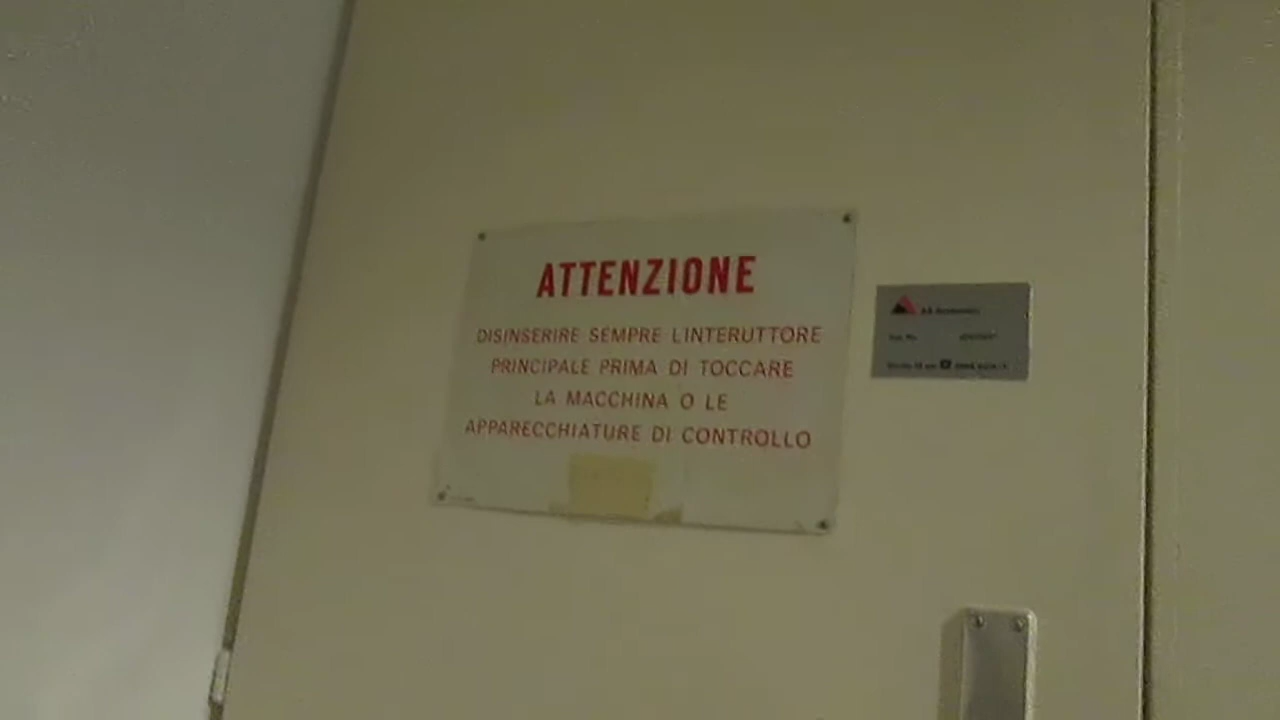 ATTENZIONE
DISINSERIRE SEMPRE L'INTERUTTORE
PRINCIPALE PRIMA DI TOCCARE
LA MACCHINA O LE
APPARECCHIATURE DI CONTROLLO